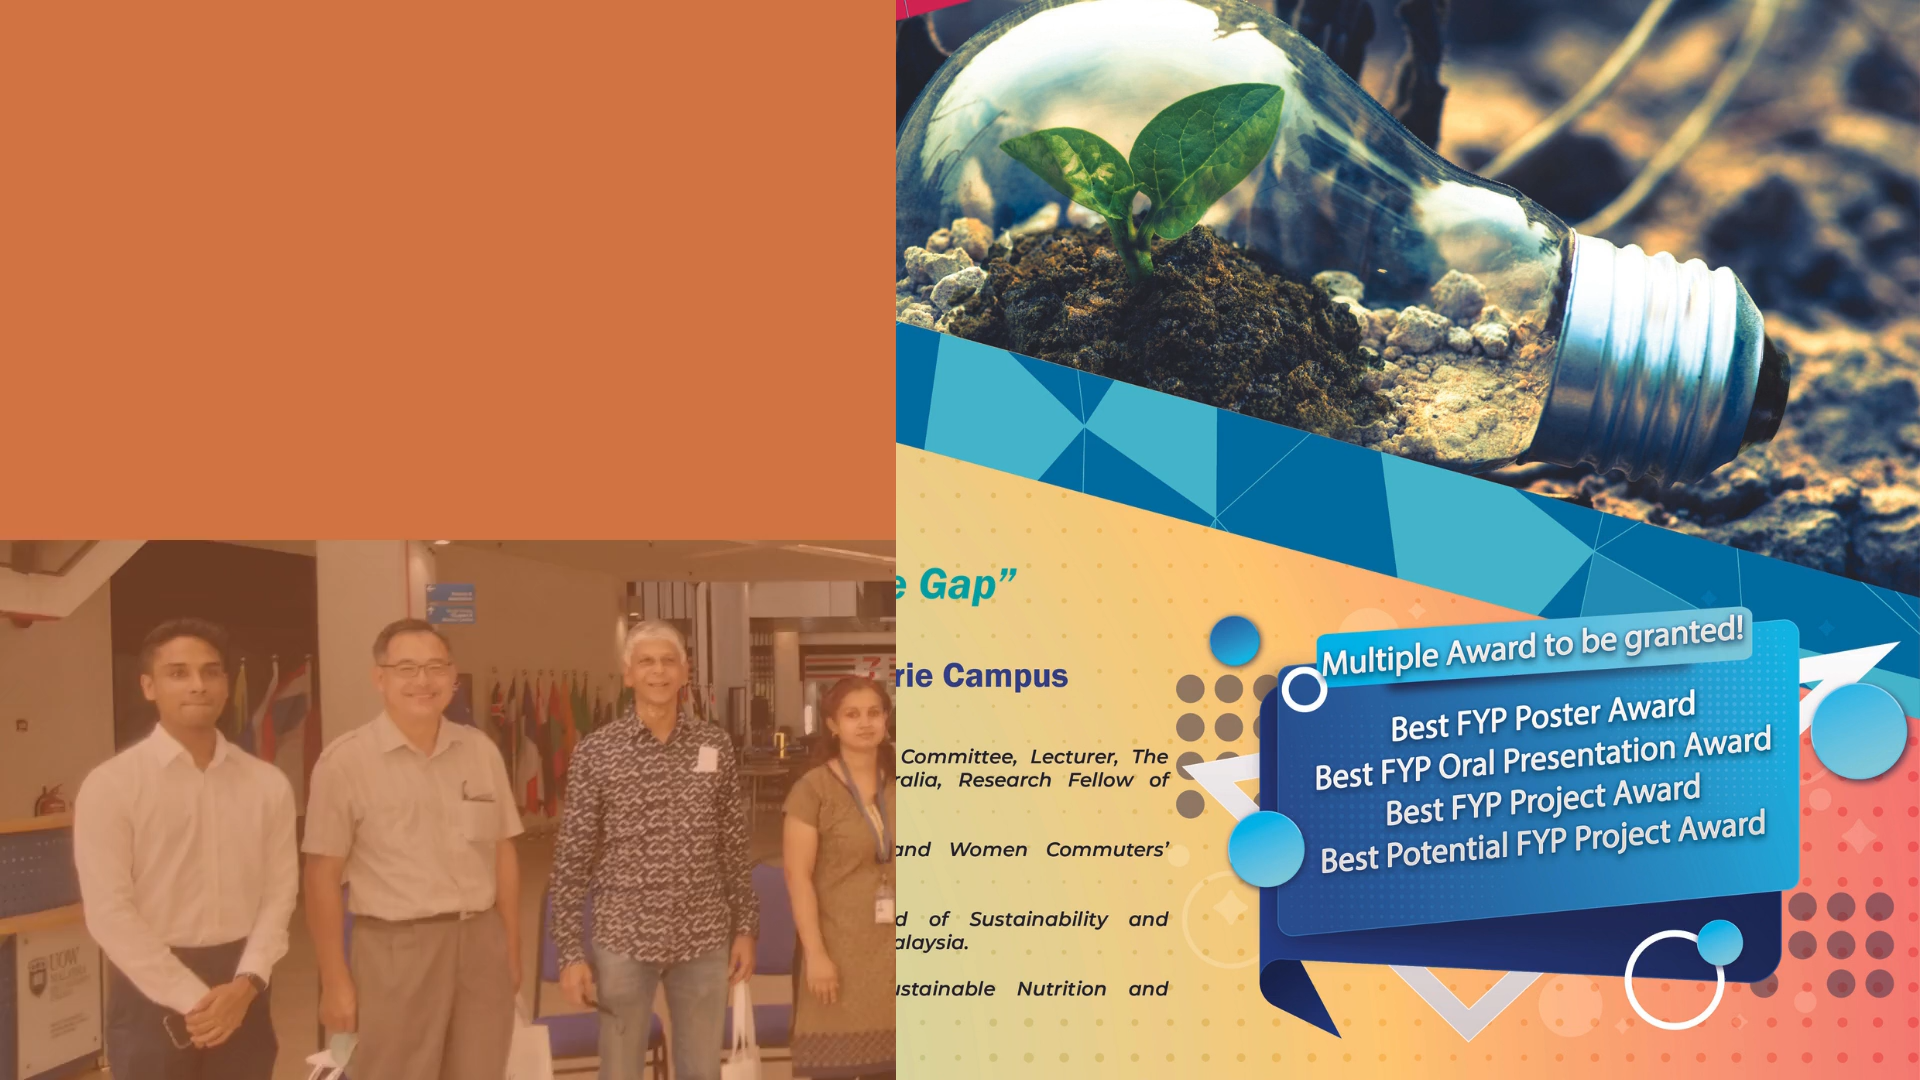 e Gap”
rie Campus
Committee, Lecturer, The
ralia, Research Fellow of
and Women Commuters’
d of Sustainability and
alaysia.
ustainable Nutrition and
Multiple Award to be granted!
Best FYP Poster Award
Best FYP Oral Presentation Award
Best FYP Project Award
Best Potential FYP Project Award
UOW
MALAYSIA